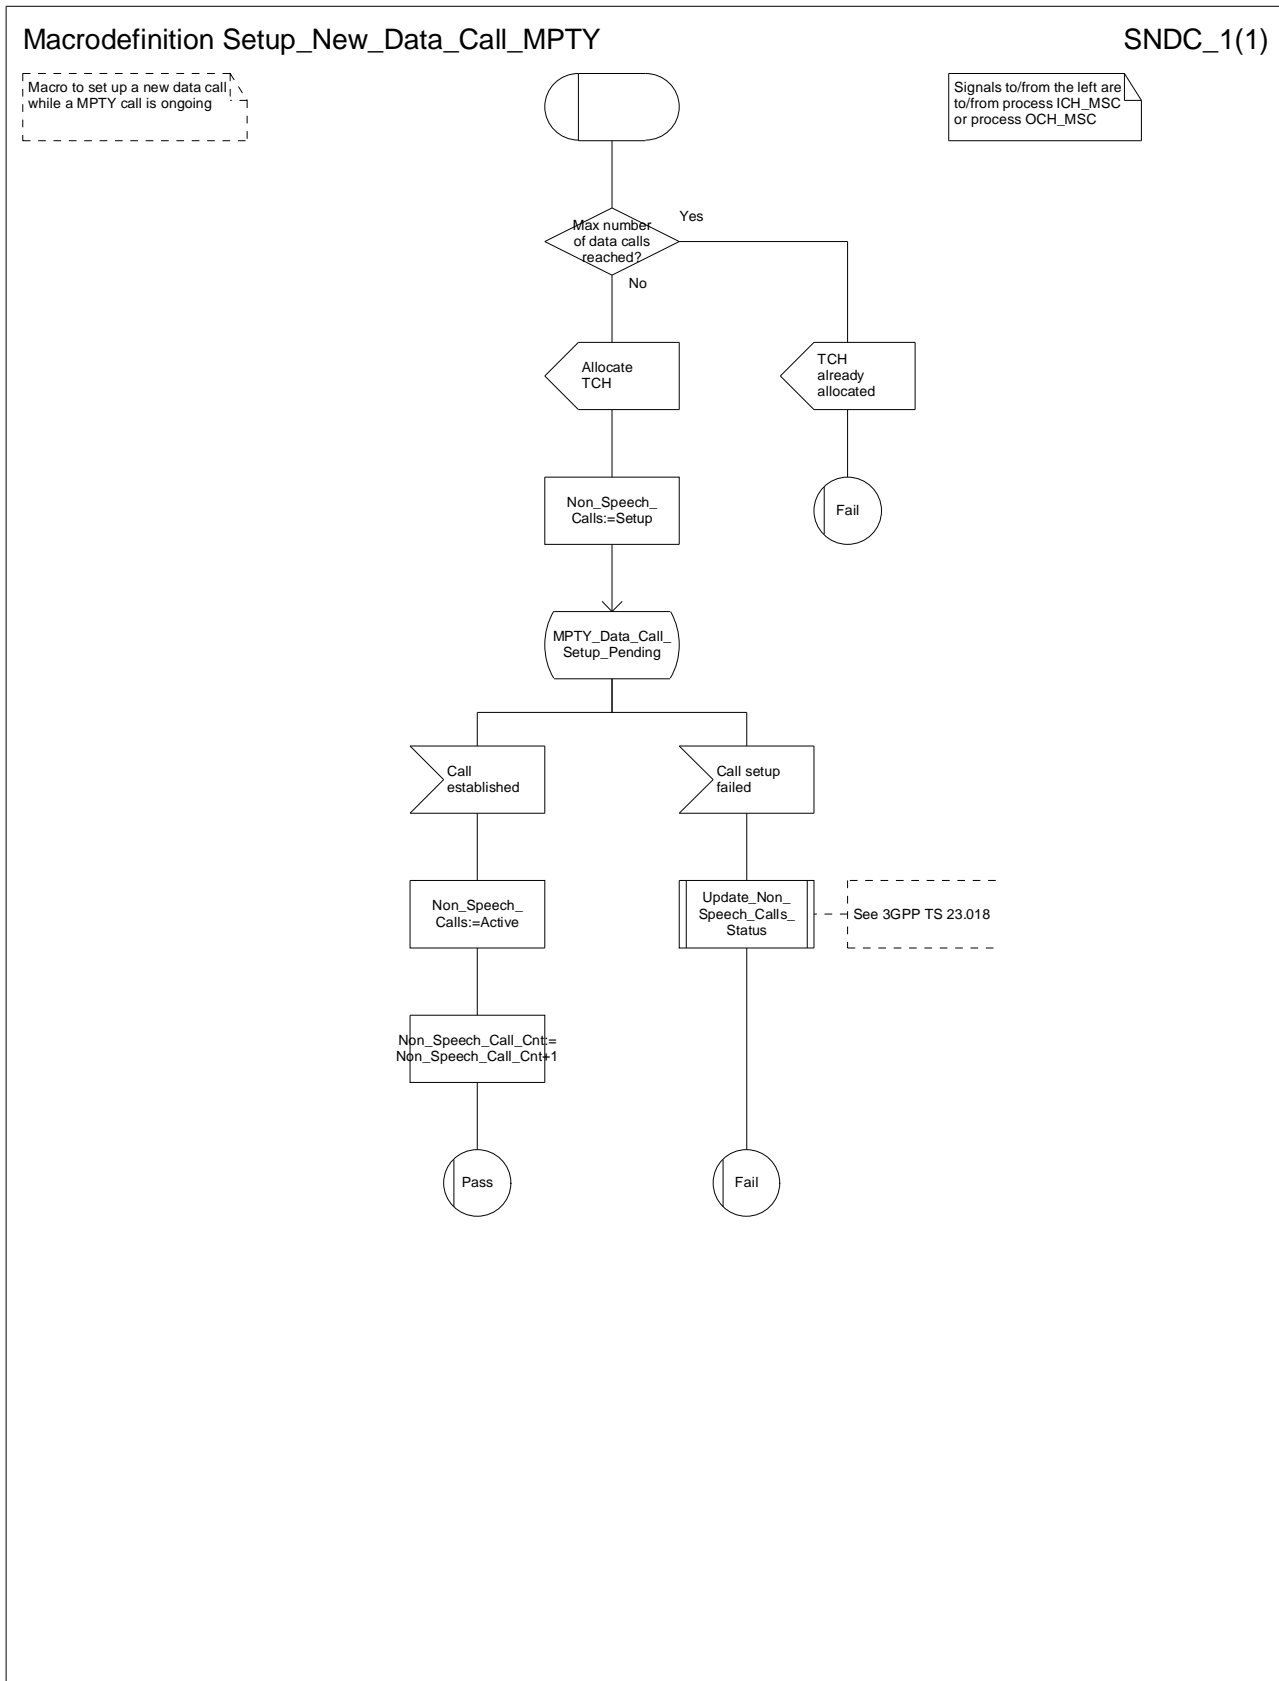 Macrodefinition Setup_New_Data_Call_MPTY
SNDC_1(1)
Macro to set up a new data call
while a MPTY call is ongoing
Signals to/from the left are
to/from process ICH_MSC
or process OCH_MSC
Max number
of data calls
reached?
Yes
No
Allocate
TCH
TCH
already
allocated
Non_Speech_
Calls:=Setup
Fail
MPTY_Data_Call_
Setup_Pending
Call
established
Call setup
failed
Non_Speech_
Calls:=Active
Update_Non_
Speech_Calls_
Status
See 3GPP TS 23.018
Non_Speech_Call_Cnt:=
Non_Speech_Call_Cnt+1
Pass
Fail